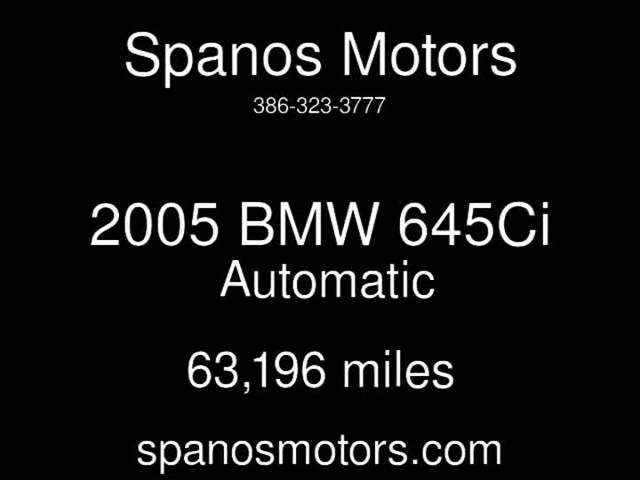 Spanos Motors
386-323-3777
2005 BMW 645Ci
Automatic
63,196 miles
spanosmotors.com